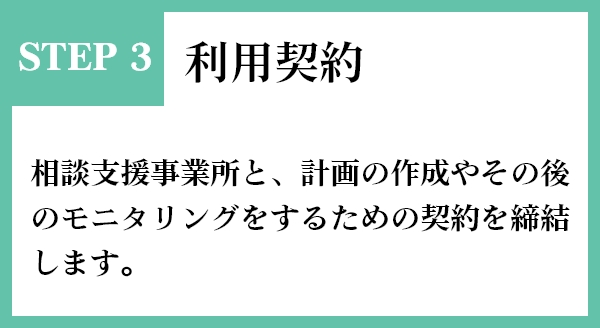 STEP 3
利用契約
相談支援事業所と、計画の作成やその後
のモニタリングをするための契約を締結
します。